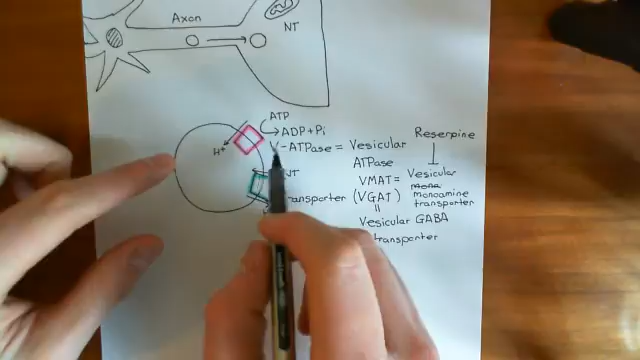 Axon
NT
ATP
ADP+Pi
H+
V-ATPase = Vesicular
ATPase
Reserpine
NT
transporter (VGAT)
VMAT = Vesicular
monoamine
transporter
=
Vesicular GABA
transporter